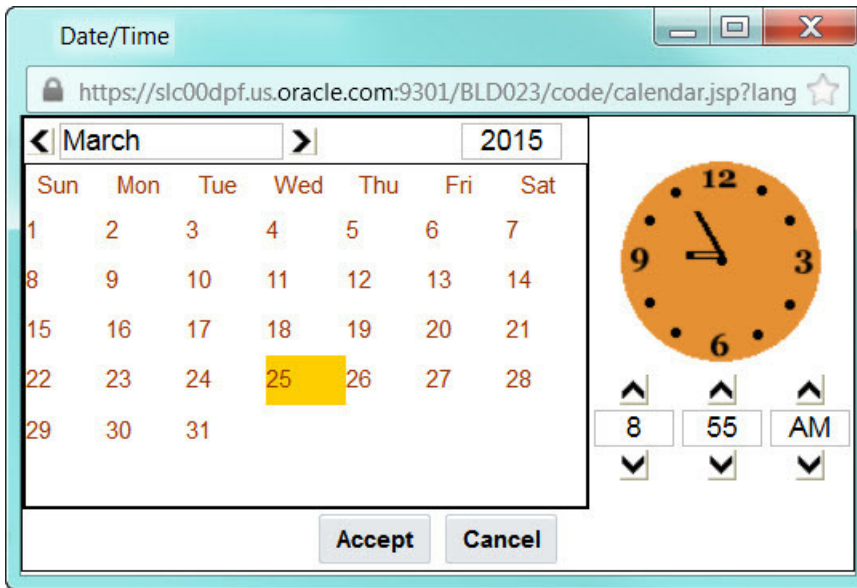 Date/Time
https://slc00dpf.us.oracle.com:9301/BLD023/code/calendar.jsp?lang
March 2015
Sun Mon Tue Wed Thu Fri Sat
1 2 3 4 5 6 7
8 9 10 11 12 13 14
15 16 17 18 19 20 21
22 23 24 25 26 27 28
29 30 31
12
9 3
6
8 55 AM
Accept Cancel